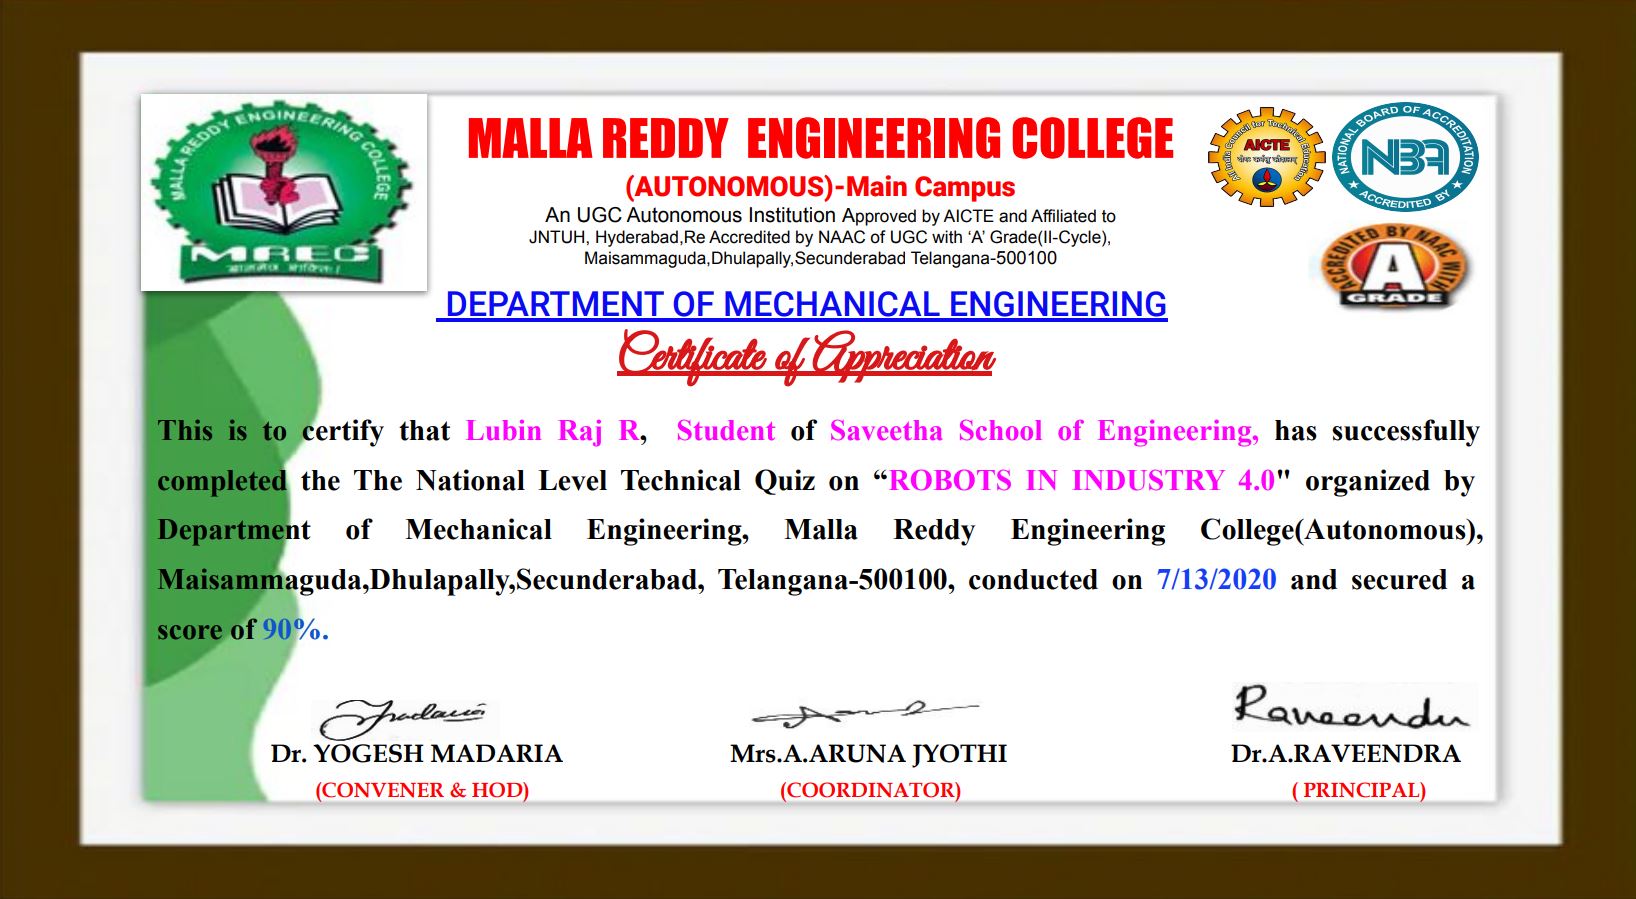 MALLA REDDY ENGINEERING COLLEGE
MREC
MALLA REDDY ENGINEERING COLLEGE
(AUTONOMOUS)-Main Campus
An UGC Autonomous Institution Approved by AICTE and Affiliated to
JNTUH, Hyderabad,Re Accredited by NAAC of UGC with ‘A’ Grade(II-Cycle),
Maisammaguda,Dhulapally,Secunderabad Telangana-500100
All India Council for Technical Education
AICTE
NATIONAL BOARD OF ACCREDITATION
NBA
ACCREDITED BY
ACCREDITED BY NAAC WITH
A
GRADE
DEPARTMENT OF MECHANICAL ENGINEERING
Certificate of Appreciation
This is to certify that Lubin Raj R, Student of Saveetha School of Engineering, has successfully
completed the The National Level Technical Quiz on “ROBOTS IN INDUSTRY 4.0" organized by
Department of Mechanical Engineering, Malla Reddy Engineering College(Autonomous),
Maisammaguda,Dhulapally,Secunderabad, Telangana-500100, conducted on 7/13/2020 and secured a
score of 90%.
Raveendra
Dr. YOGESH MADARIA Mrs.A.ARUNA JYOTHI Dr.A.RAVEENDRA
(CONVENER & HOD) (COORDINATOR) ( PRINCIPAL)